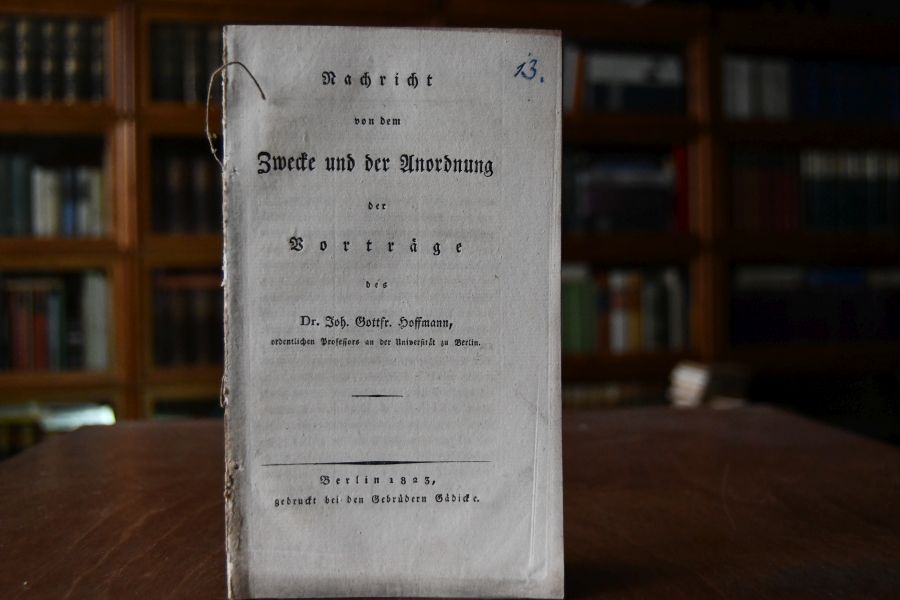 13.
Nachricht
von dem
Zwecke und der Anordnung
der
Vorträge
des
Dr. Joh. Gottfr. Hoffmann,
ordentlichen Professors an der Universität zu Berlin.
Berlin 1823,
gedruckt bei den Gebrüdern Gädicke.